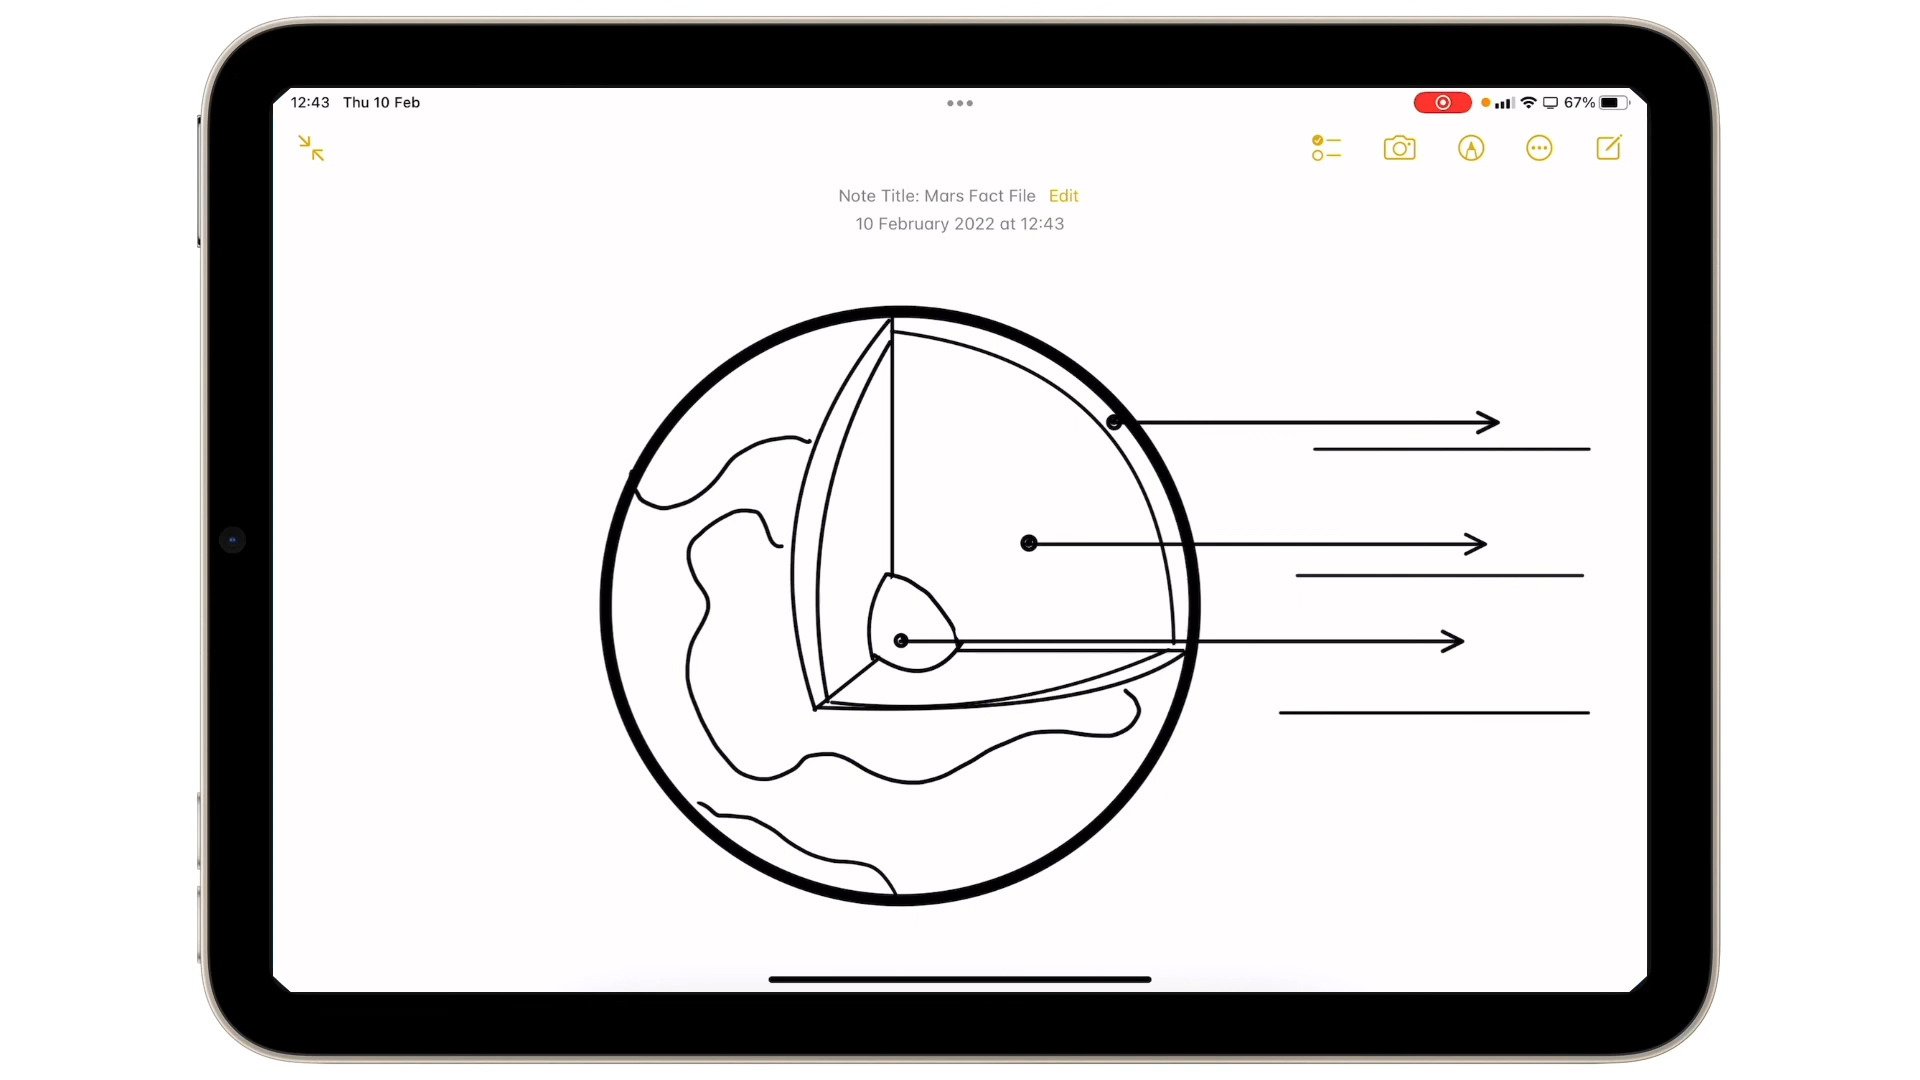 12:43 Thu 10 Feb
67%
Note Title: Mars Fact File Edit
10 February 2022 at 12:43